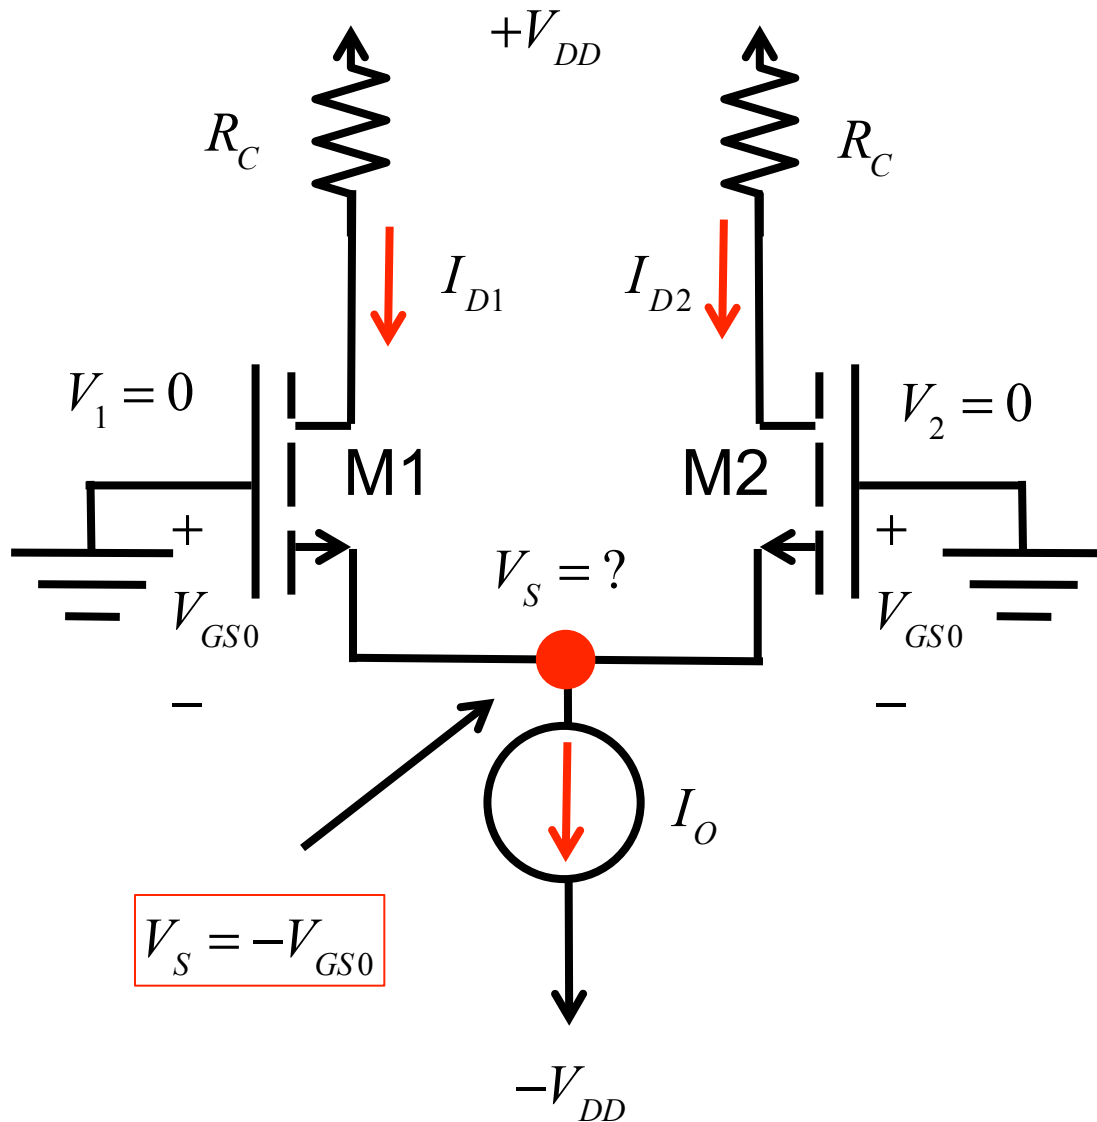 +V_DD
R_C
R_C
I_D1
I_D2
V_1 = 0
V_2 = 0
M1
M2
+
+
V_S = ?
V_GS0
V_GS0
−
−
I_O
V_S = −V_GS0
−V_DD